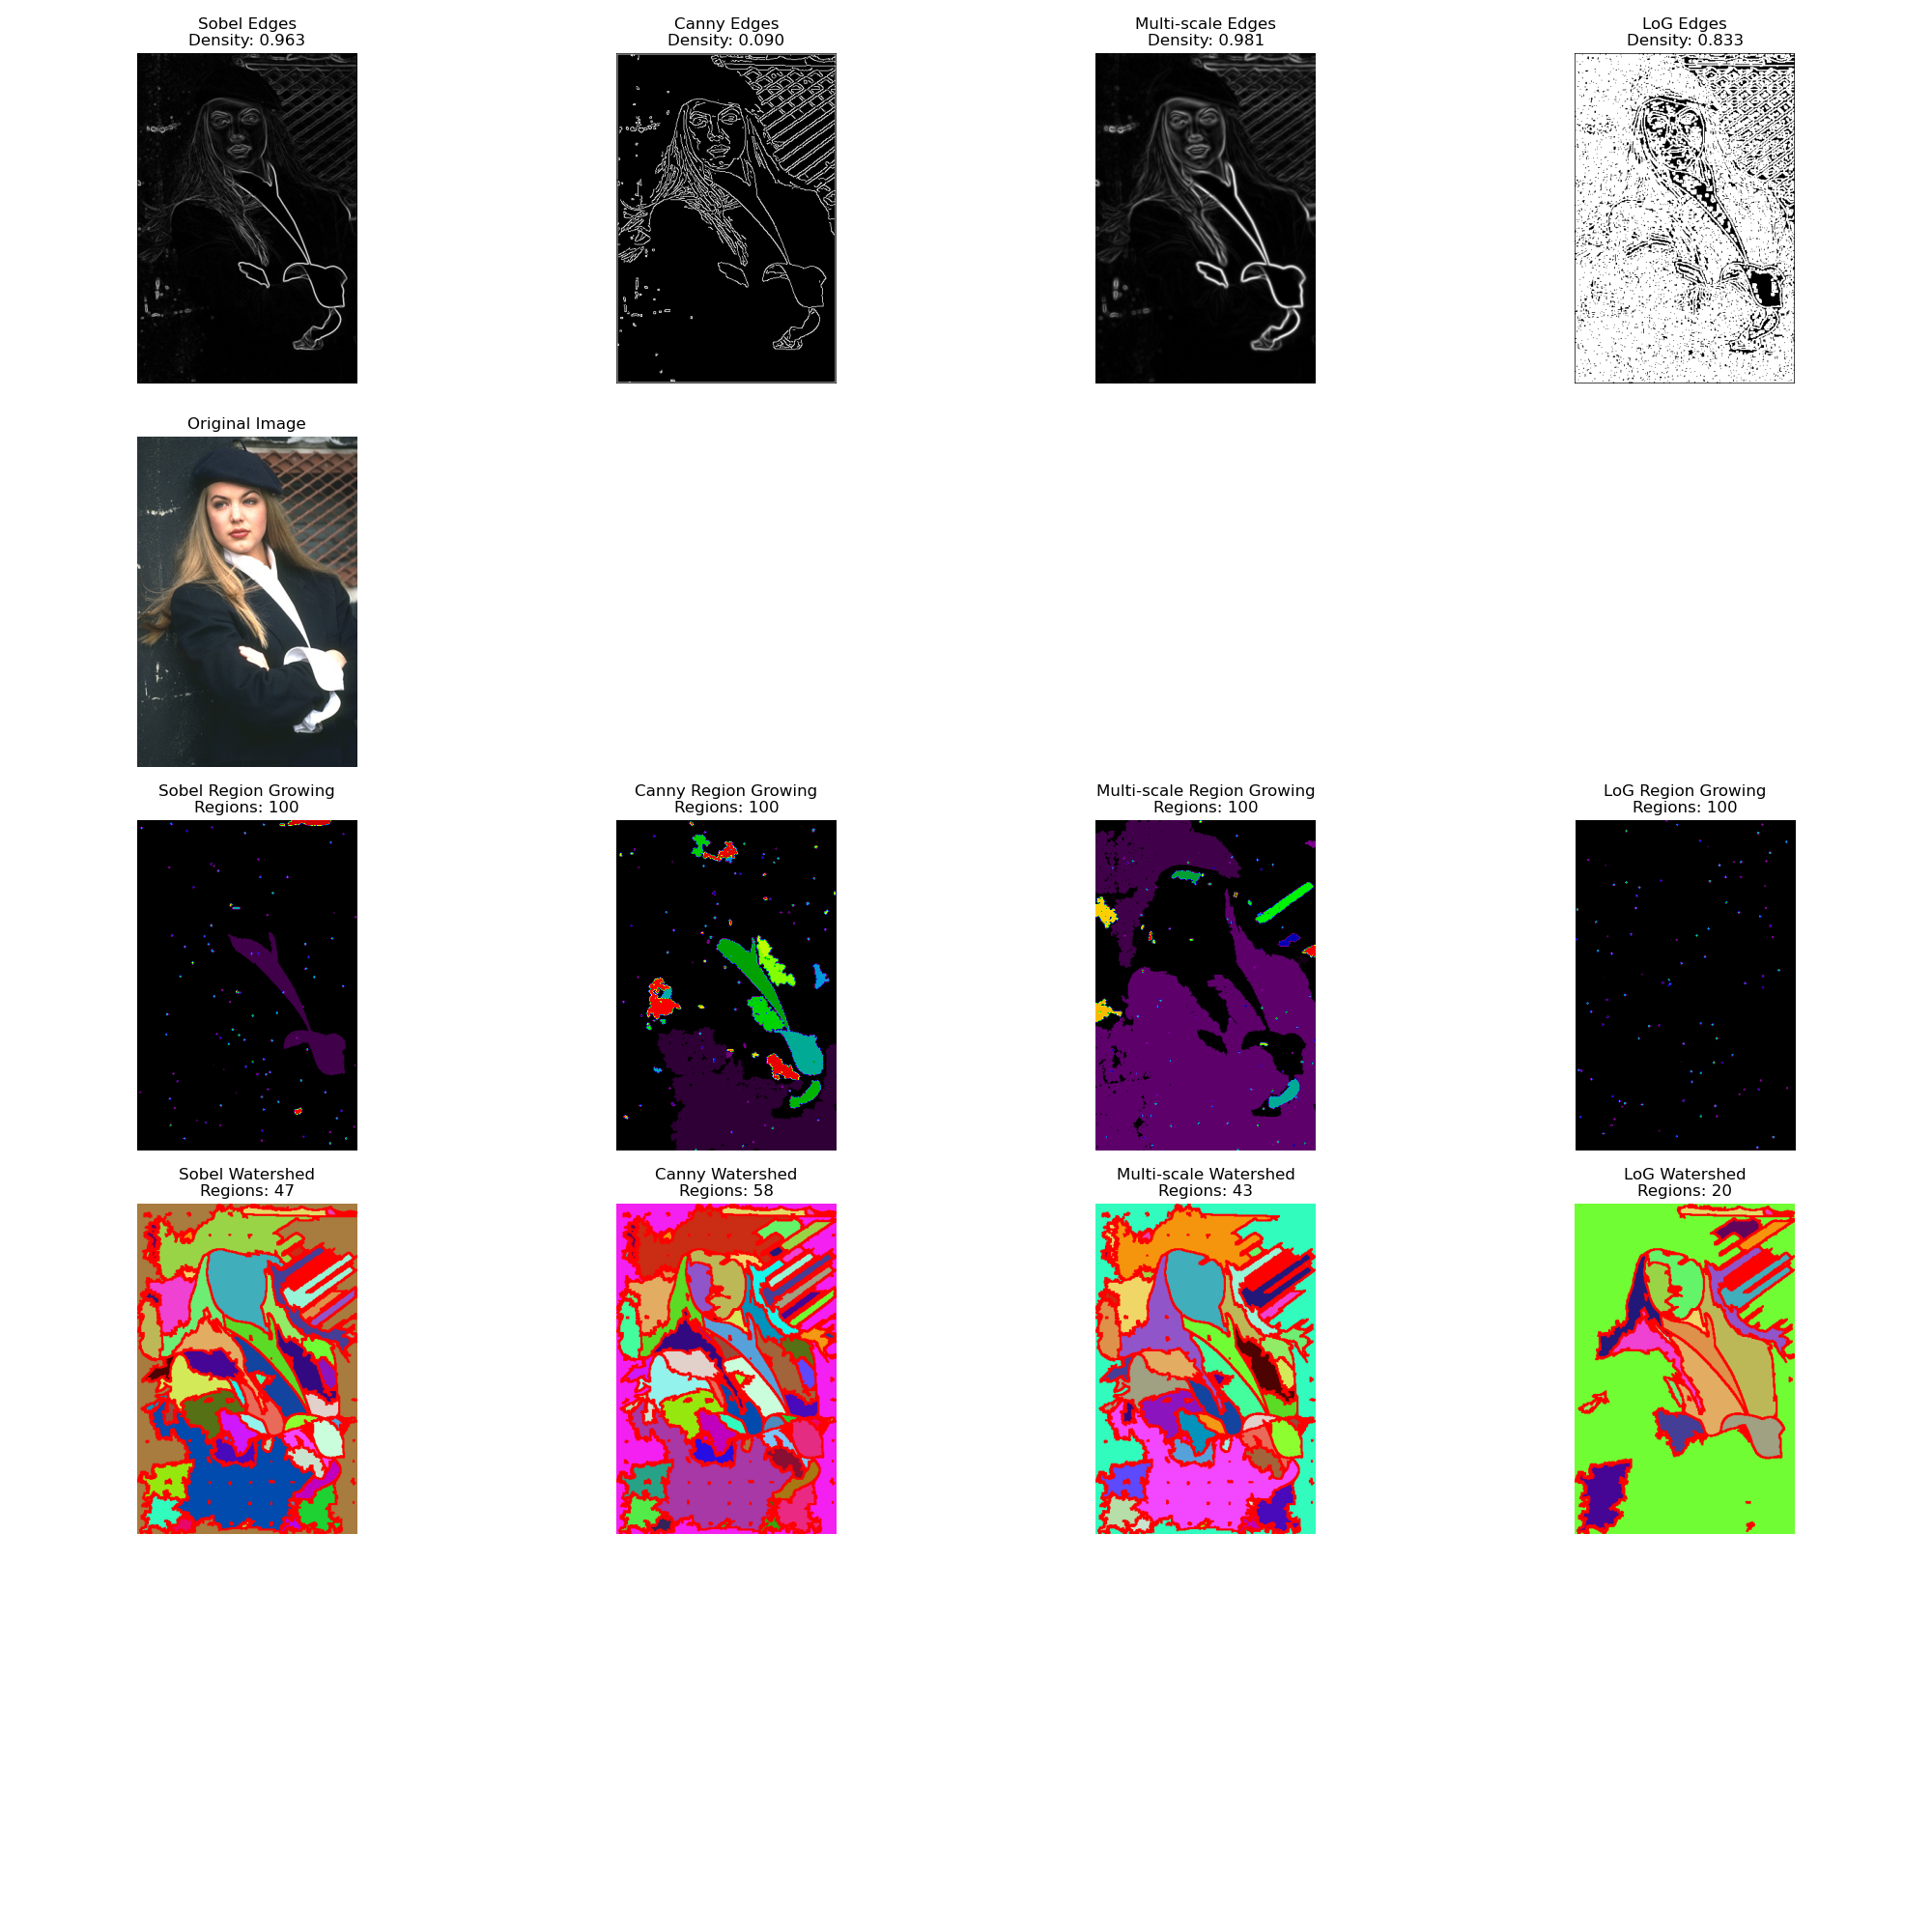 Sobel Edges
Density: 0.963
Canny Edges
Density: 0.090
Multi-scale Edges
Density: 0.981
LoG Edges
Density: 0.833
Original Image
Sobel Region Growing
Regions: 100
Canny Region Growing
Regions: 100
Multi-scale Region Growing
Regions: 100
LoG Region Growing
Regions: 100
Sobel Watershed
Regions: 47
Canny Watershed
Regions: 58
Multi-scale Watershed
Regions: 43
LoG Watershed
Regions: 20